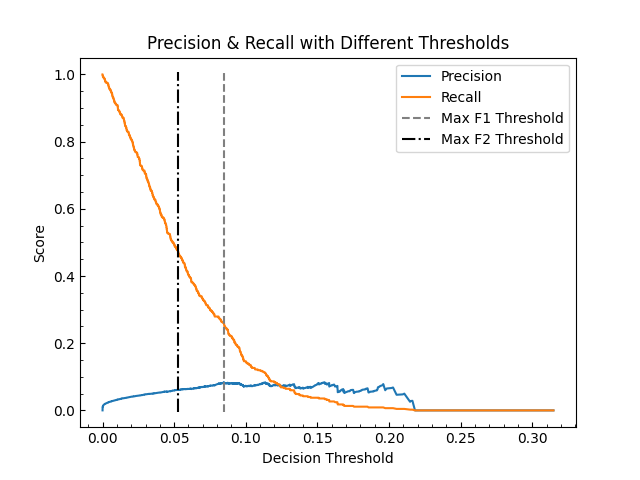 Precision & Recall with Different Thresholds
Precision
Recall
Max F1 Threshold
Max F2 Threshold
Score
1.0
0.8
0.6
0.4
0.2
0.0
0.00 0.05 0.10 0.15 0.20 0.25 0.30
Decision Threshold